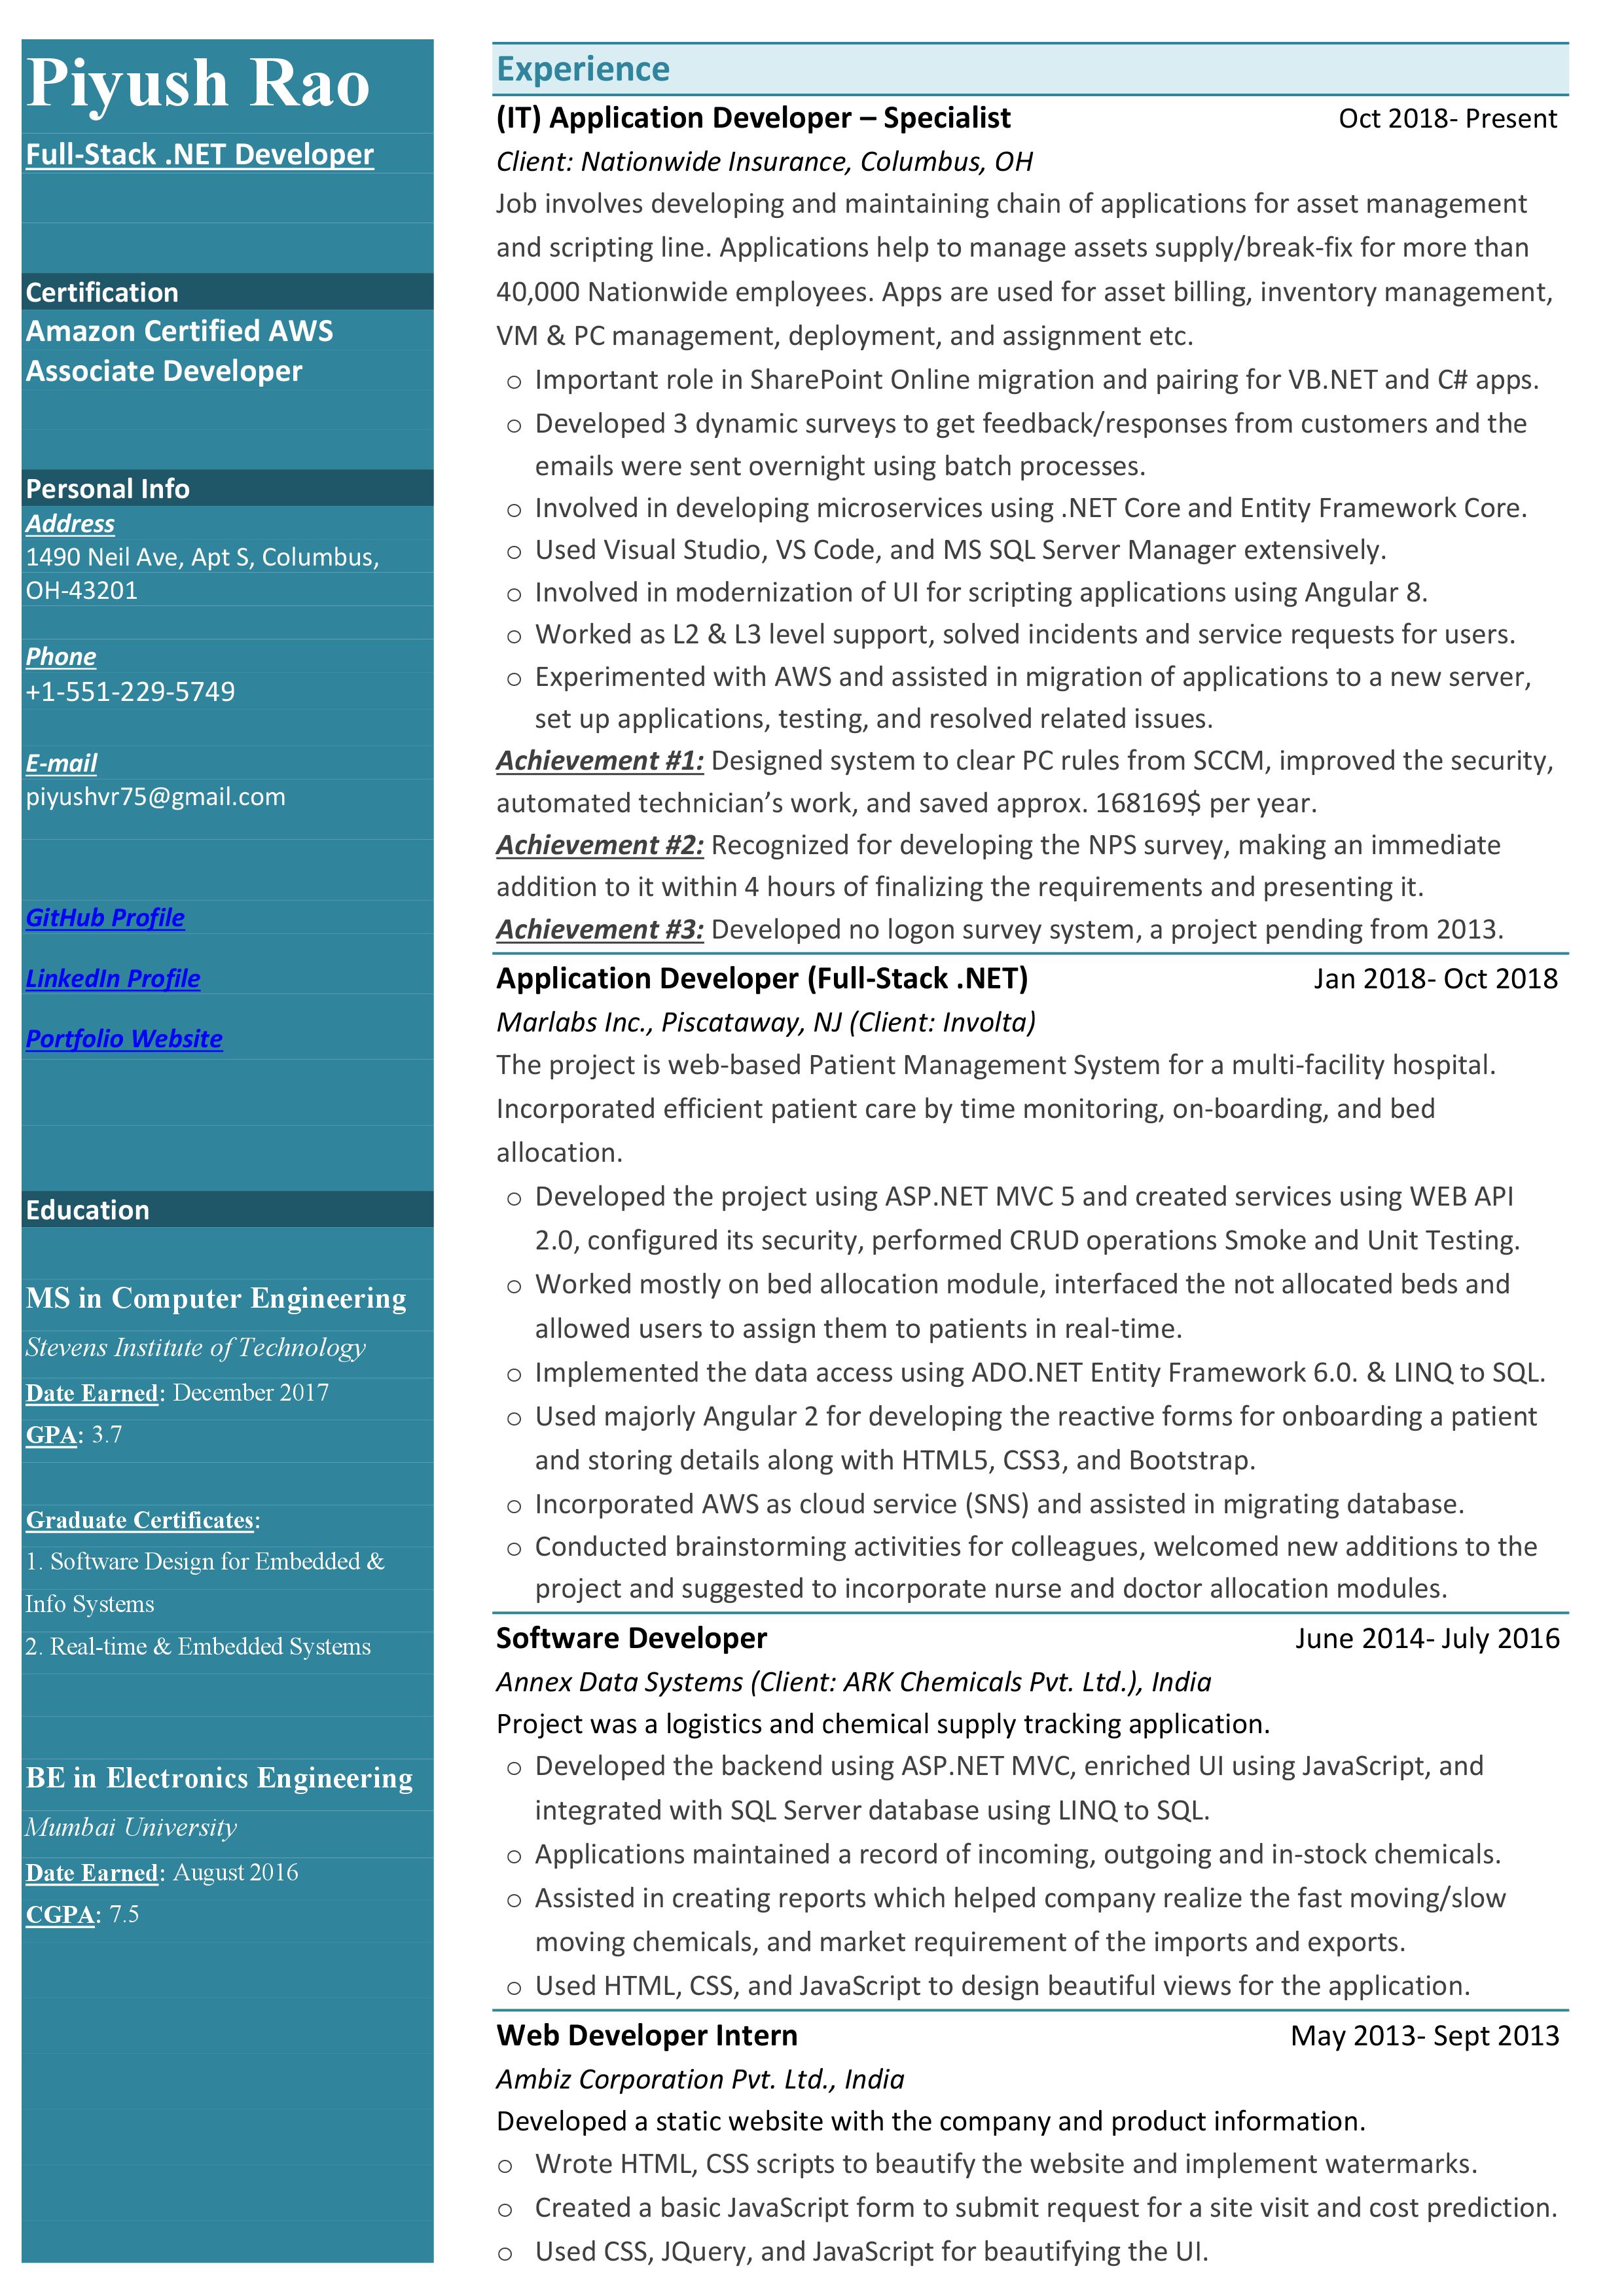 Piyush Rao
Full-Stack .NET Developer
Certification
Amazon Certified AWS
Associate Developer
Personal Info
Address
1490 Neil Ave, Apt S, Columbus,
OH-43201
Phone
+1-551-229-5749
E-mail
piyushvr75@gmail.com
GitHub Profile
LinkedIn Profile
Portfolio Website
Education
MS in Computer Engineering
Stevens Institute of Technology
Date Earned: December 2017
GPA: 3.7
Graduate Certificates:
1. Software Design for Embedded &
Info Systems
2. Real-time & Embedded Systems
BE in Electronics Engineering
Mumbai University
Date Earned: August 2016
CGPA: 7.5
Experience
(IT) Application Developer – Specialist Oct 2018- Present
Client: Nationwide Insurance, Columbus, OH
Job involves developing and maintaining chain of applications for asset management
and scripting line. Applications help to manage assets supply/break-fix for more than
40,000 Nationwide employees. Apps are used for asset billing, inventory management,
VM & PC management, deployment, and assignment etc.
o Important role in SharePoint Online migration and pairing for VB.NET and C# apps.
o Developed 3 dynamic surveys to get feedback/responses from customers and the
emails were sent overnight using batch processes.
o Involved in developing microservices using .NET Core and Entity Framework Core.
o Used Visual Studio, VS Code, and MS SQL Server Manager extensively.
o Involved in modernization of UI for scripting applications using Angular 8.
o Worked as L2 & L3 level support, solved incidents and service requests for users.
o Experimented with AWS and assisted in migration of applications to a new server,
set up applications, testing, and resolved related issues.
Achievement #1: Designed system to clear PC rules from SCCM, improved the security,
automated technician’s work, and saved approx. 168169$ per year.
Achievement #2: Recognized for developing the NPS survey, making an immediate
addition to it within 4 hours of finalizing the requirements and presenting it.
Achievement #3: Developed no logon survey system, a project pending from 2013.
Application Developer (Full-Stack .NET) Jan 2018- Oct 2018
Marlabs Inc., Piscataway, NJ (Client: Involta)
The project is web-based Patient Management System for a multi-facility hospital.
Incorporated efficient patient care by time monitoring, on-boarding, and bed
allocation.
o Developed the project using ASP.NET MVC 5 and created services using WEB API
2.0, configured its security, performed CRUD operations Smoke and Unit Testing.
o Worked mostly on bed allocation module, interfaced the not allocated beds and
allowed users to assign them to patients in real-time.
o Implemented the data access using ADO.NET Entity Framework 6.0. & LINQ to SQL.
o Used majorly Angular 2 for developing the reactive forms for onboarding a patient
and storing details along with HTML5, CSS3, and Bootstrap.
o Incorporated AWS as cloud service (SNS) and assisted in migrating database.
o Conducted brainstorming activities for colleagues, welcomed new additions to the
project and suggested to incorporate nurse and doctor allocation modules.
Software Developer June 2014- July 2016
Annex Data Systems (Client: ARK Chemicals Pvt. Ltd.), India
Project was a logistics and chemical supply tracking application.
o Developed the backend using ASP.NET MVC, enriched UI using JavaScript, and
integrated with SQL Server database using LINQ to SQL.
o Applications maintained a record of incoming, outgoing and in-stock chemicals.
o Assisted in creating reports which helped company realize the fast moving/slow
moving chemicals, and market requirement of the imports and exports.
o Used HTML, CSS, and JavaScript to design beautiful views for the application.
Web Developer Intern May 2013- Sept 2013
Ambiz Corporation Pvt. Ltd., India
Developed a static website with the company and product information.
o Wrote HTML, CSS scripts to beautify the website and implement watermarks.
o Created a basic JavaScript form to submit request for a site visit and cost prediction.
o Used CSS, JQuery, and JavaScript for beautifying the UI.